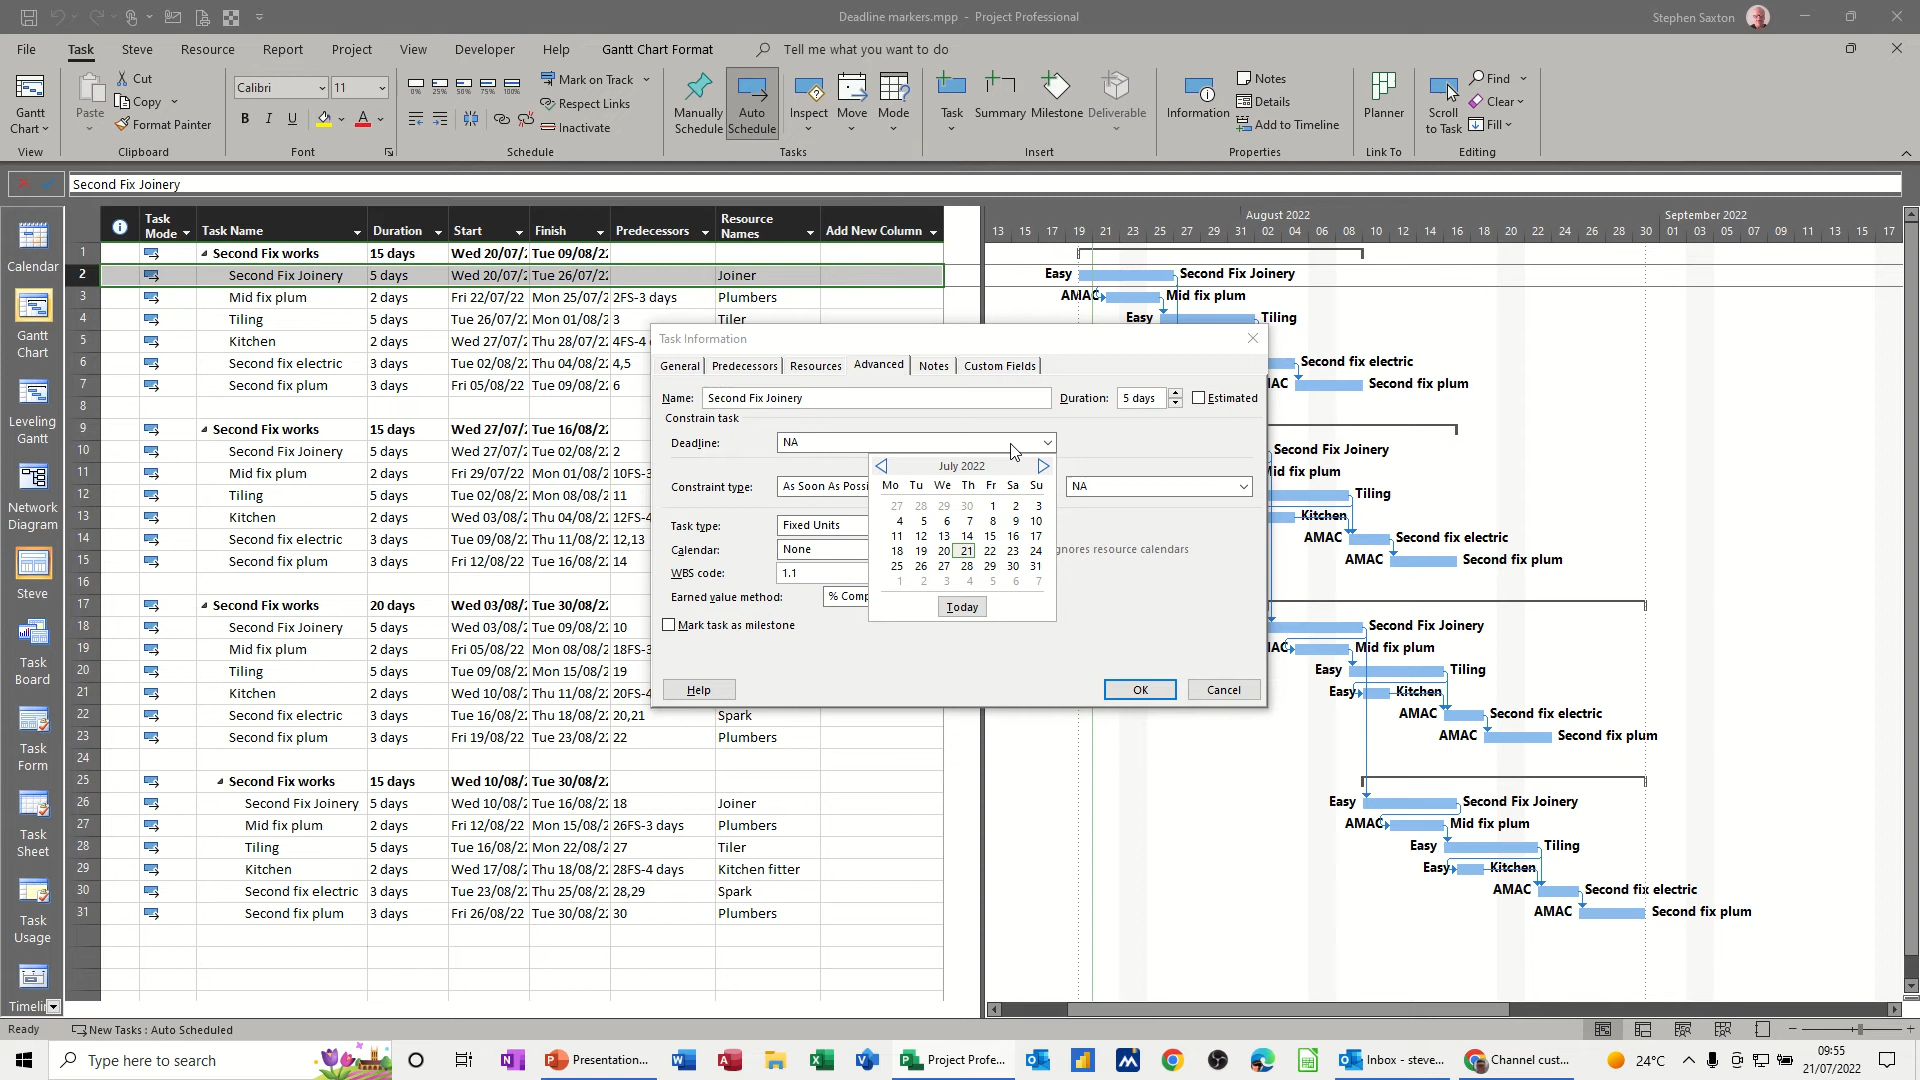 Deadline markers.mpp - Project Professional
Stephen Saxton
File Task Steve Resource Report Project View Developer Help Gantt Chart Format Tell me what you want to do
Gantt Chart
View
Paste
Cut
Copy
Format Painter
Clipboard
Calibri 11
B I U A
Font
0% 25% 50% 75% 100%
Mark on Track
Respect Links
Inactivate
Schedule
Manually Schedule
Auto Schedule
Inspect
Move
Mode
Tasks
Task
Summary
Milestone
Deliverable
Insert
Information
Notes
Details
Add to Timeline
Properties
Planner
Link To
Scroll to Task
Find
Clear
Fill
Editing
Second Fix Joinery
Calendar
Gantt Chart
Leveling Gantt
Network Diagram
Steve
Task Board
Task Form
Task Sheet
Task Usage
Task Mode Task Name Duration Start Finish Predecessors Resource Names Add New Column
1 Second Fix works 15 days Wed 20/07/ Tue 09/08/2
2 Second Fix Joinery 5 days Wed 20/07/ Tue 26/07/2 Joiner
3 Mid fix plum 2 days Fri 22/07/22 Mon 25/07/2 2FS-3 days Plumbers
4 Tiling 5 days Tue 26/07/2 Mon 01/08/2 3 Tiler
5 Kitchen 2 days Wed 27/07/ Thu 28/07/2 4FS-4
6 Second fix electric 3 days Tue 02/08/2 Thu 04/08/2 4,5
7 Second fix plum 3 days Fri 05/08/22 Tue 09/08/2 6
8
9 Second Fix works 15 days Wed 27/07/ Tue 16/08/2
10 Second Fix Joinery 5 days Wed 27/07/ Tue 02/08/2 2
11 Mid fix plum 2 days Fri 29/07/22 Mon 01/08/2 10FS-3
12 Tiling 5 days Tue 02/08/2 Mon 08/08/2 11
13 Kitchen 2 days Wed 03/08/ Thu 04/08/2 12FS-4
14 Second fix electric 3 days Tue 09/08/2 Thu 11/08/2 12,13
15 Second fix plum 3 days Fri 12/08/22 Tue 16/08/2 14
16
17 Second Fix works 20 days Wed 03/08/ Tue 30/08/2
18 Second Fix Joinery 5 days Wed 03/08/ Tue 09/08/2 10
19 Mid fix plum 2 days Fri 05/08/22 Mon 08/08/2 18FS-3
20 Tiling 5 days Tue 09/08/2 Mon 15/08/2 19
21 Kitchen 2 days Wed 10/08/ Thu 11/08/2 20FS-4
22 Second fix electric 3 days Tue 16/08/2 Thu 18/08/2 20,21 Spark
23 Second fix plum 3 days Fri 19/08/22 Tue 23/08/2 22 Plumbers
24
25 Second Fix works 15 days Wed 10/08/ Tue 30/08/2
26 Second Fix Joinery 5 days Wed 10/08/ Tue 16/08/2 18 Joiner
27 Mid fix plum 2 days Fri 12/08/22 Mon 15/08/2 26FS-3 days Plumbers
28 Tiling 5 days Tue 16/08/2 Mon 22/08/2 27 Tiler
29 Kitchen 2 days Wed 17/08/ Thu 18/08/2 28FS-4 days Kitchen fitter
30 Second fix electric 3 days Tue 23/08/2 Thu 25/08/2 28,29 Spark
31 Second fix plum 3 days Fri 26/08/22 Tue 30/08/2 30 Plumbers
August 2022 September 2022
13 15 17 19 21 23 25 27 29 31 02 04 06 08 10 12 14 16 18 20 22 24 26 28 30 01 03 05 07 09 11 13 15 17
Easy Second Fix Joinery
AMAC Mid fix plum
Easy Tiling
Second fix electric
Second fix plum
Second Fix Joinery
Mid fix plum
Tiling
Kitchen
AMAC Second fix electric
AMAC Second fix plum
Second Fix Joinery
Mid fix plum
Easy Tiling
Easy Kitchen
AMAC Second fix electric
AMAC Second fix plum
Easy Second Fix Joinery
AMAC Mid fix plum
Easy Tiling
Easy Kitchen
AMAC Second fix electric
AMAC Second fix plum
Task Information
General Predecessors Resources Advanced Notes Custom Fields
Name: Second Fix Joinery Duration: 5 days Estimated
Constrain task
Deadline: NA
Constraint type: As Soon As Possi NA
Task type: Fixed Units
Calendar: None gnores resource calendars
WBS code: 1.1
Earned value method: % Comp
Mark task as milestone
July 2022
Mo Tu We Th Fr Sa Su
27 28 29 30 1 2 3
4 5 6 7 8 9 10
11 12 13 14 15 16 17
18 19 20 21 22 23 24
25 26 27 28 29 30 31
1 2 3 4 5 6 7
Today
Help OK Cancel
Ready New Tasks : Auto Scheduled
Type here to search
Presentation...
Project Profe...
Inbox - steve...
Channel cust...
24°C
09:55
21/07/2022